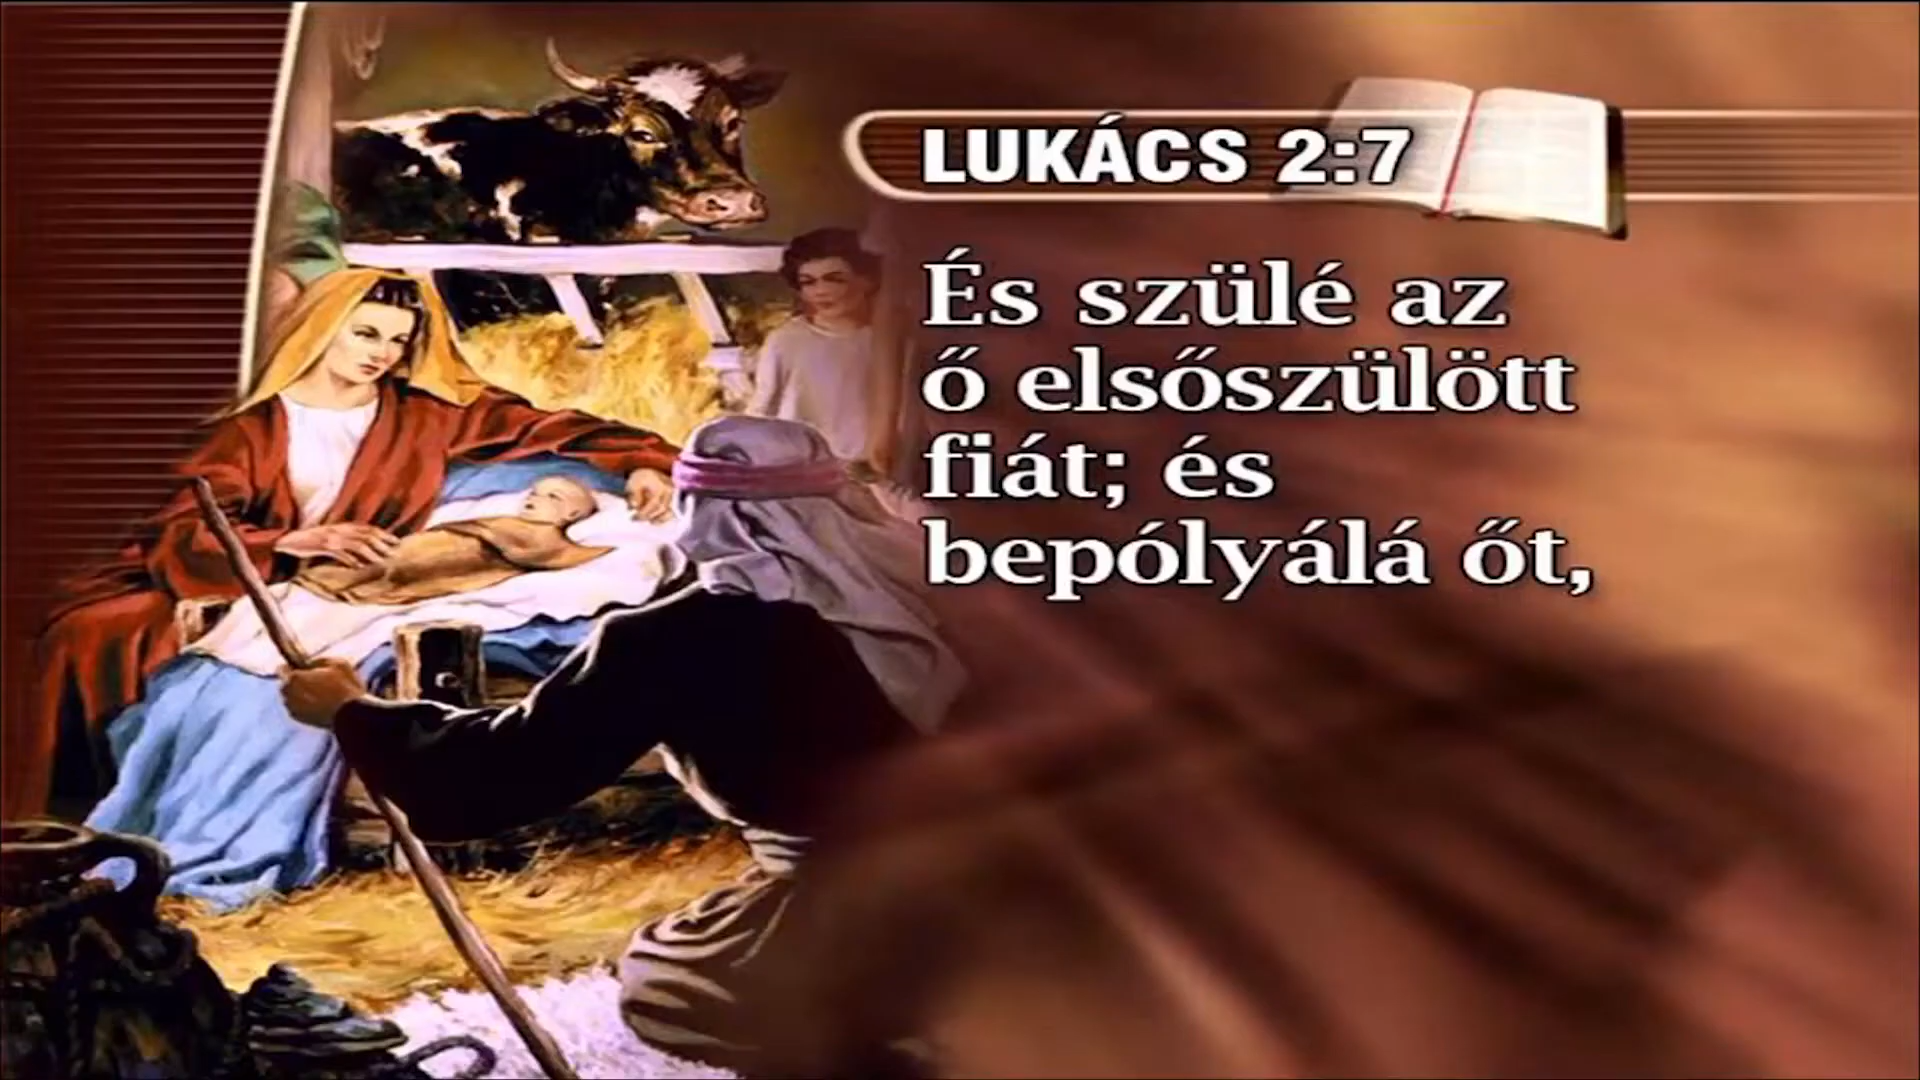 LUKÁCS 2:7
És szülé az
ő elsőszülött
fiát; és
bepólyálá őt,